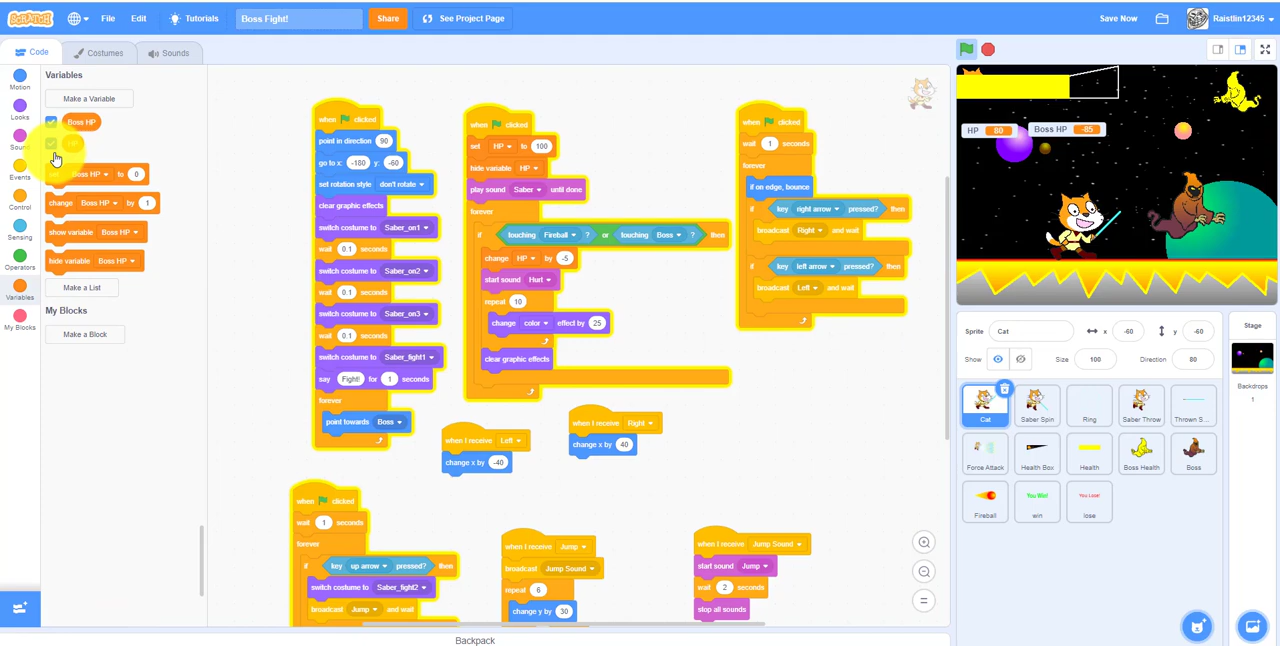 SCRATCH File Edit Tutorials Boss Fight! Share See Project Page Save Now Raistlin12345
Code Costumes Sounds
Motion
Looks
Sound
Events
Control
Sensing
Operators
Variables
My Blocks
Variables
Make a Variable
Boss HP
HP
set Boss HP to 0
change Boss HP by 1
show variable Boss HP
hide variable Boss HP
Make a List
My Blocks
Make a Block
when clicked
point in direction 90
go to x: -180 y: -60
set rotation style don't rotate
clear graphic effects
switch costume to Saber_on1
wait 0.1 seconds
switch costume to Saber_on2
wait 0.1 seconds
switch costume to Saber_on3
wait 0.1 seconds
switch costume to Saber_fight1
say Fight! for 1 seconds
forever
point towards Boss
when clicked
set HP to 100
hide variable HP
play sound Saber until done
forever
if touching Fireball ? or touching Boss ? then
change HP by -5
start sound Hurt
repeat 10
change color effect by 25
clear graphic effects
when clicked
wait 1 seconds
forever
if on edge, bounce
if key right arrow pressed? then
broadcast Right and wait
if key left arrow pressed? then
broadcast Left and wait
when I receive Left
change x by -40
when I receive Right
change x by 40
when clicked
wait 1 seconds
forever
if key up arrow pressed? then
switch costume to Saber_fight2
broadcast Jump and wait
when I receive Jump
broadcast Jump Sound
repeat 6
change y by 30
when I receive Jump Sound
start sound Jump
wait 2 seconds
stop all sounds
HP 80 Boss HP -85
Sprite Cat x -60 y -60
Show Size 100 Direction 80
Cat Saber Spin Ring Saber Throw Thrown S...
Force Attack Health Box Health Boss Health Boss
You Win! You Lose!
Fireball win lose
Stage
Backdrops
1
Backpack